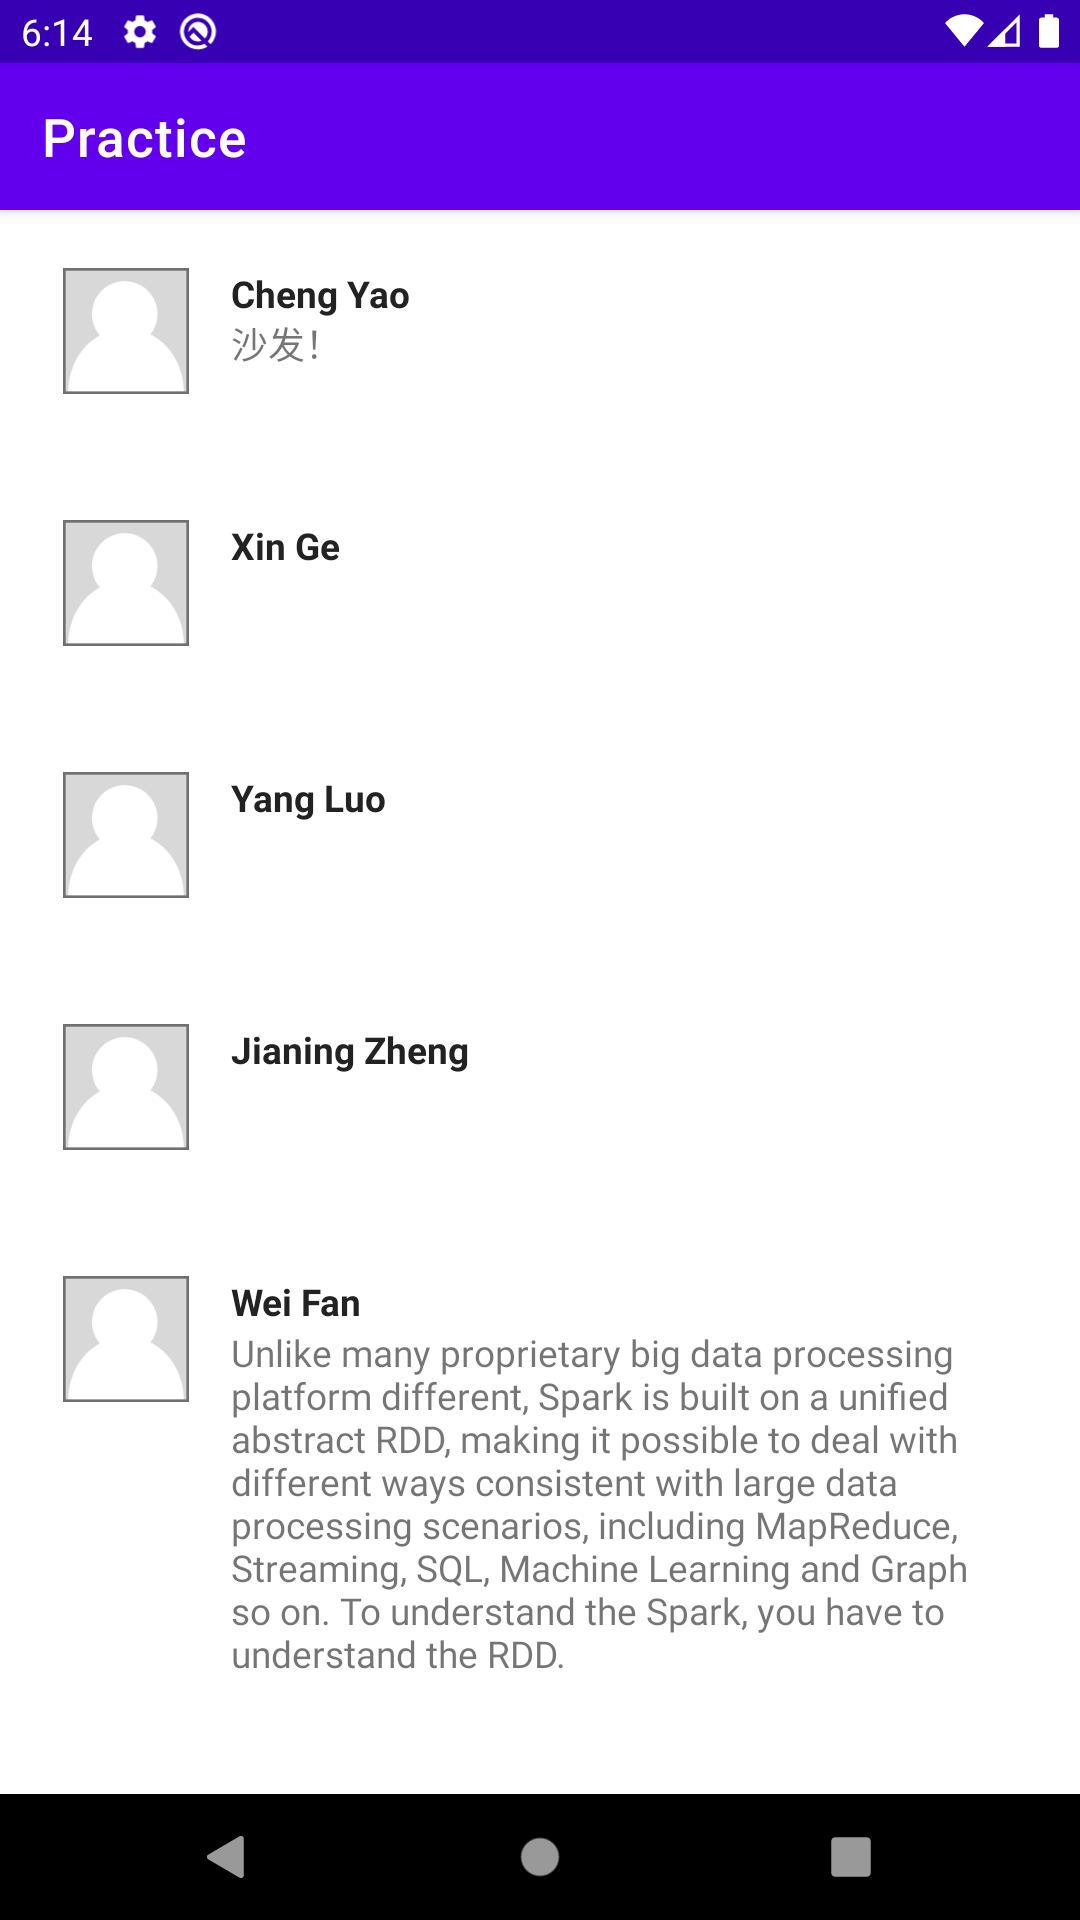 6:14
Practice
Cheng Yao
沙发!
Xin Ge
Yang Luo
Jianing Zheng
Wei Fan
Unlike many proprietary big data processing
platform different, Spark is built on a unified
abstract RDD, making it possible to deal with
different ways consistent with large data
processing scenarios, including MapReduce,
Streaming, SQL, Machine Learning and Graph
so on. To understand the Spark, you have to
understand the RDD.